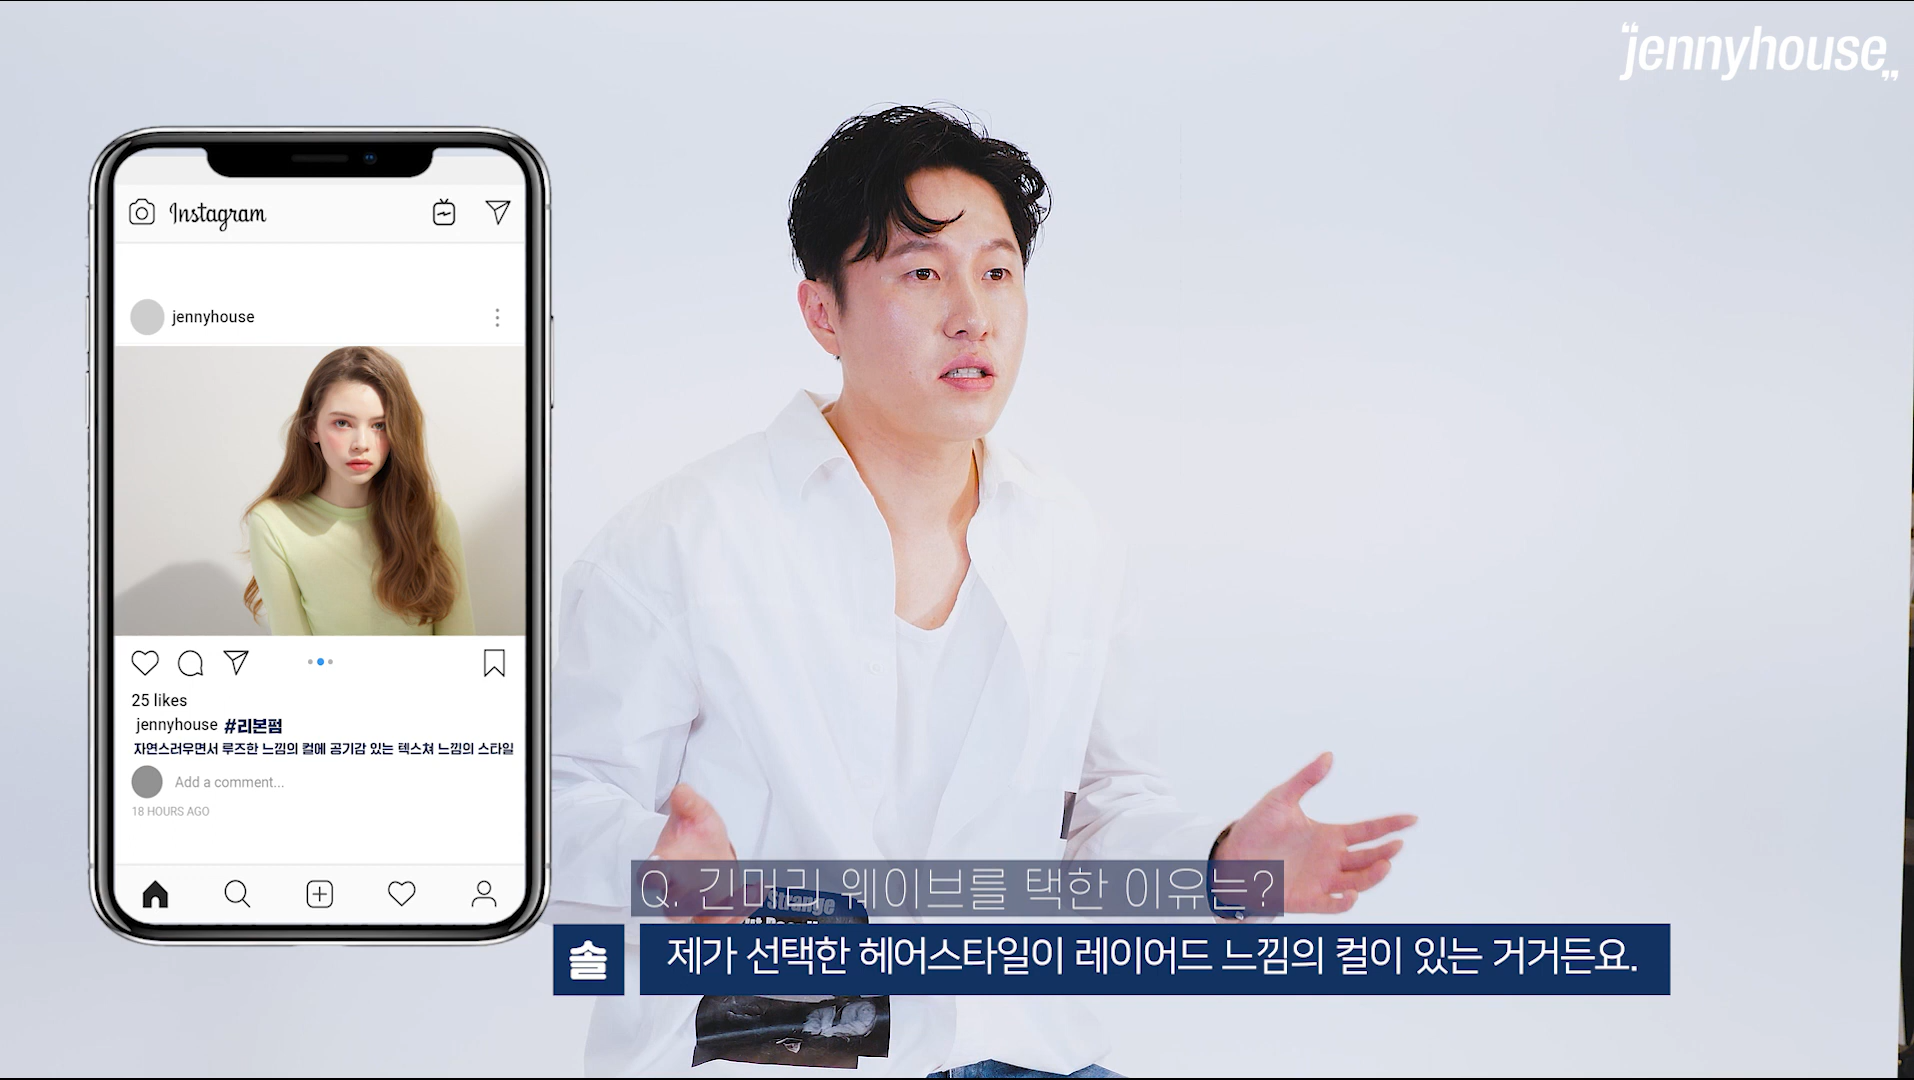 jennyhouse
Instagram
jennyhouse
25 likes
jennyhouse #리본펌
자연스러우면서 루즈한 느낌의 컬에 공기감 있는 텍스쳐 느낌의 스타일
Add a comment...
18 HOURS AGO
Q. 긴머리 웨이브를 택한 이유는?
Strange
솔 제가 선택한 헤어스타일이 레이어드 느낌의 컬이 있는 거거든요.